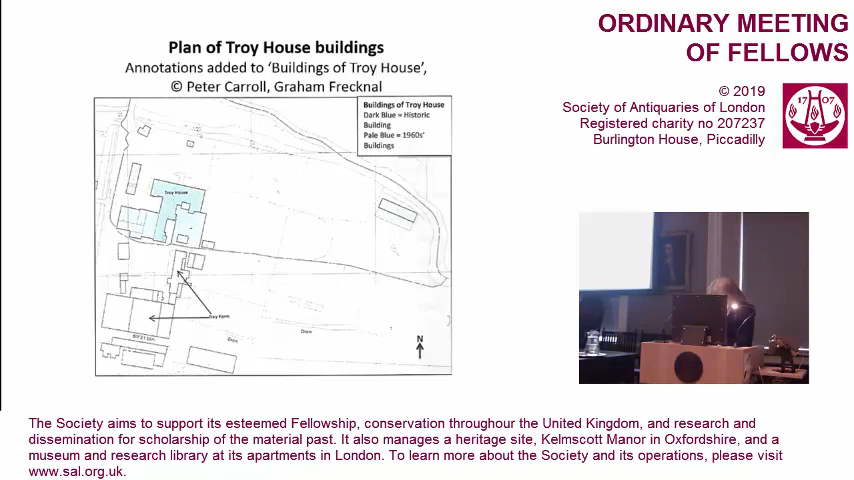 Plan of Troy House buildings
Annotations added to ‘Buildings of Troy House’,
© Peter Carroll, Graham Frecknal
Buildings of Troy House
Dark Blue = Historic
Building
Pale Blue = 1960s'
Buildings
Troy House
Troy Farm
Drain
Drain
N
ORDINARY MEETING
OF FELLOWS
© 2019
Society of Antiquaries of London
Registered charity no 207237
Burlington House, Piccadilly
17 07
The Society aims to support its esteemed Fellowship, conservation throughour the United Kingdom, and research and
dissemination for scholarship of the material past. It also manages a heritage site, Kelmscott Manor in Oxfordshire, and a
museum and research library at its apartments in London. To learn more about the Society and its operations, please visit
www.sal.org.uk.